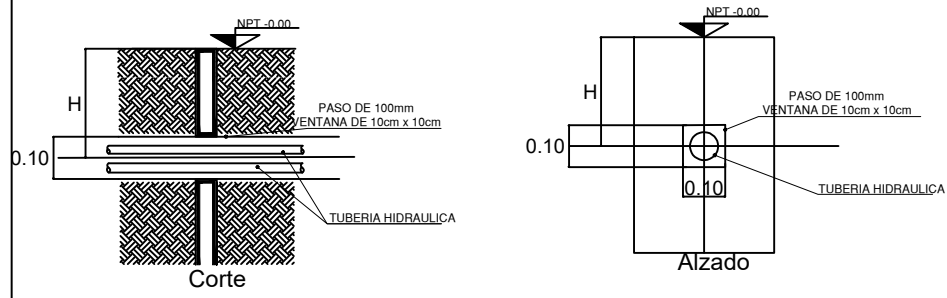 NPT -0.00
H
PASO DE 100mm
VENTANA DE 10cm x 10cm
0.10
TUBERIA HIDRAULICA
Corte
NPT -0.00
H
PASO DE 100mm
VENTANA DE 10cm x 10cm
0.10
0.10
TUBERIA HIDRAULICA
Alzado